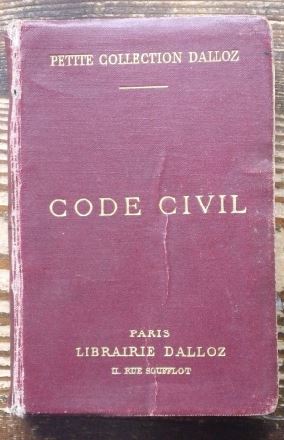 PETITE COLLECTION DALLOZ
CODE CIVIL
PARIS
LIBRAIRIE DALLOZ
11, RUE SOUFFLOT